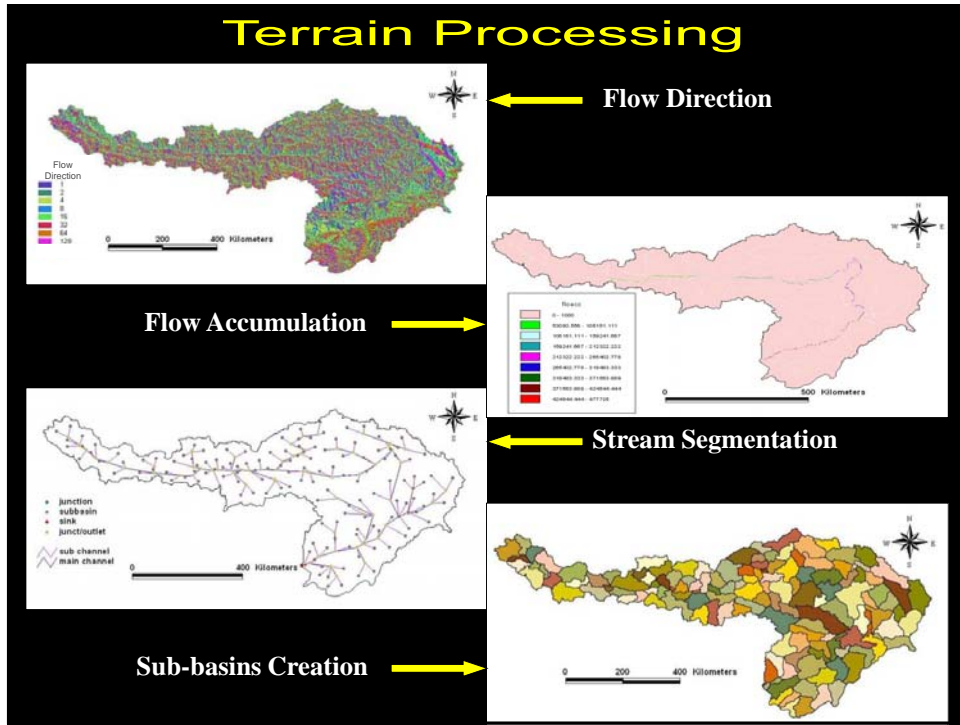 Terrain Processing
N
W E
S
Flow Direction
Flow
Direction
1
2
4
8
16
32
64
128
0 200 400 Kilometers
N
W E
S
Flow Accumulation
0 - 1000
0 500 Kilometers
N
W E
S
Stream Segmentation
junction
subbasin
sink
junct/outlet
sub channel
main channel
0 400 Kilometers
N
W E
S
Sub-basins Creation
0 200 400 Kilometers